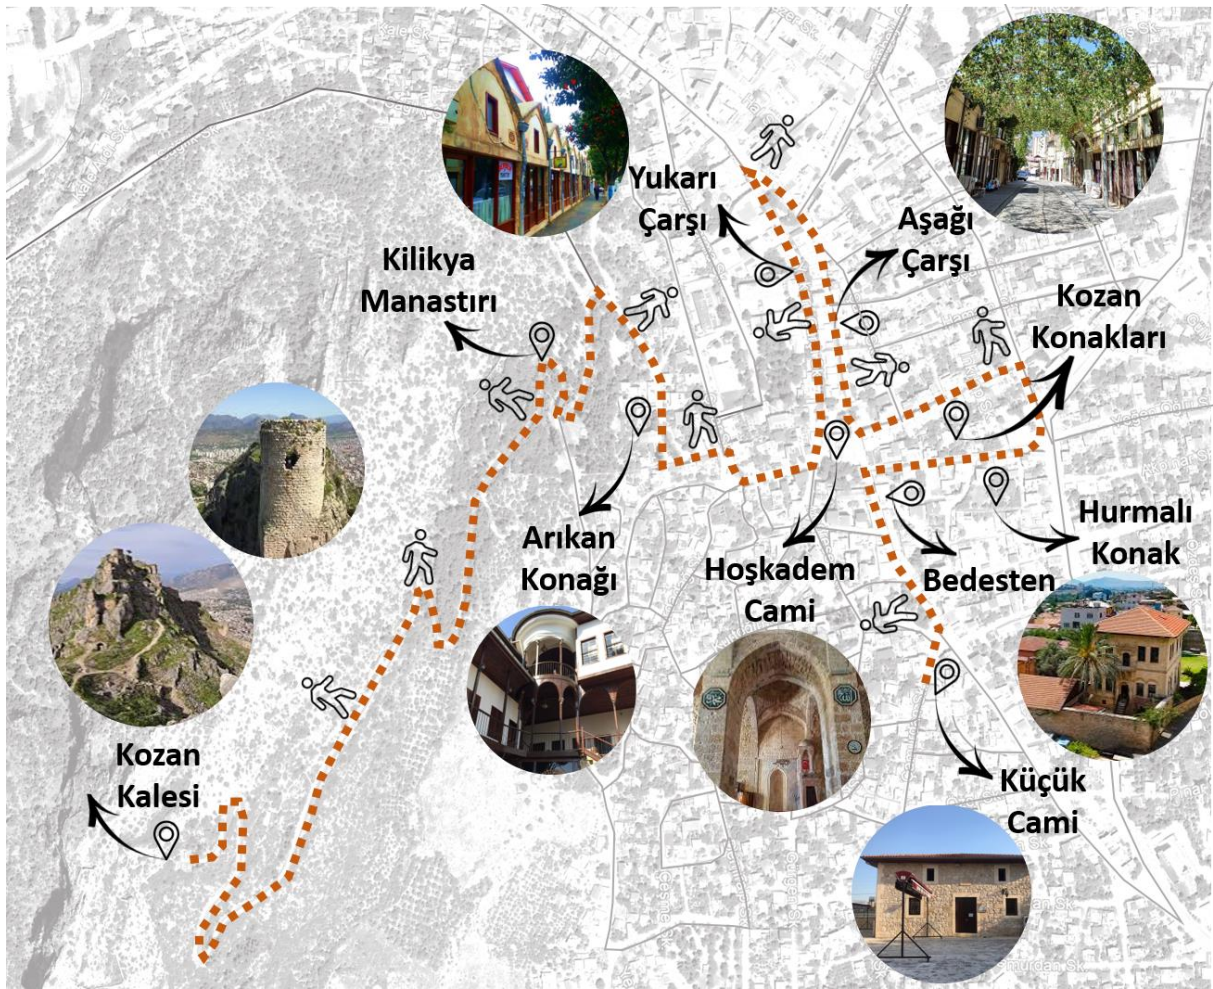 Yukarı
Çarşı
Aşağı
Çarşı
Kilikya
Manastırı
Kozan
Konakları
Arıkan
Konağı
Hoşkadem
Cami
Bedesten
Hurmalı
Konak
Kozan
Kalesi
Küçük
Cami